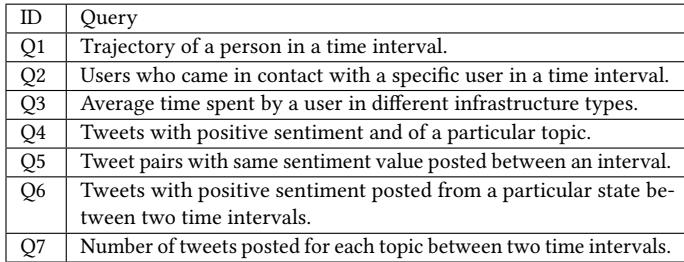 ID Query
Q1 Trajectory of a person in a time interval.
Q2 Users who came in contact with a specific user in a time interval.
Q3 Average time spent by a user in different infrastructure types.
Q4 Tweets with positive sentiment and of a particular topic.
Q5 Tweet pairs with same sentiment value posted between an interval.
Q6 Tweets with positive sentiment posted from a particular state be-
tween two time intervals.
Q7 Number of tweets posted for each topic between two time intervals.